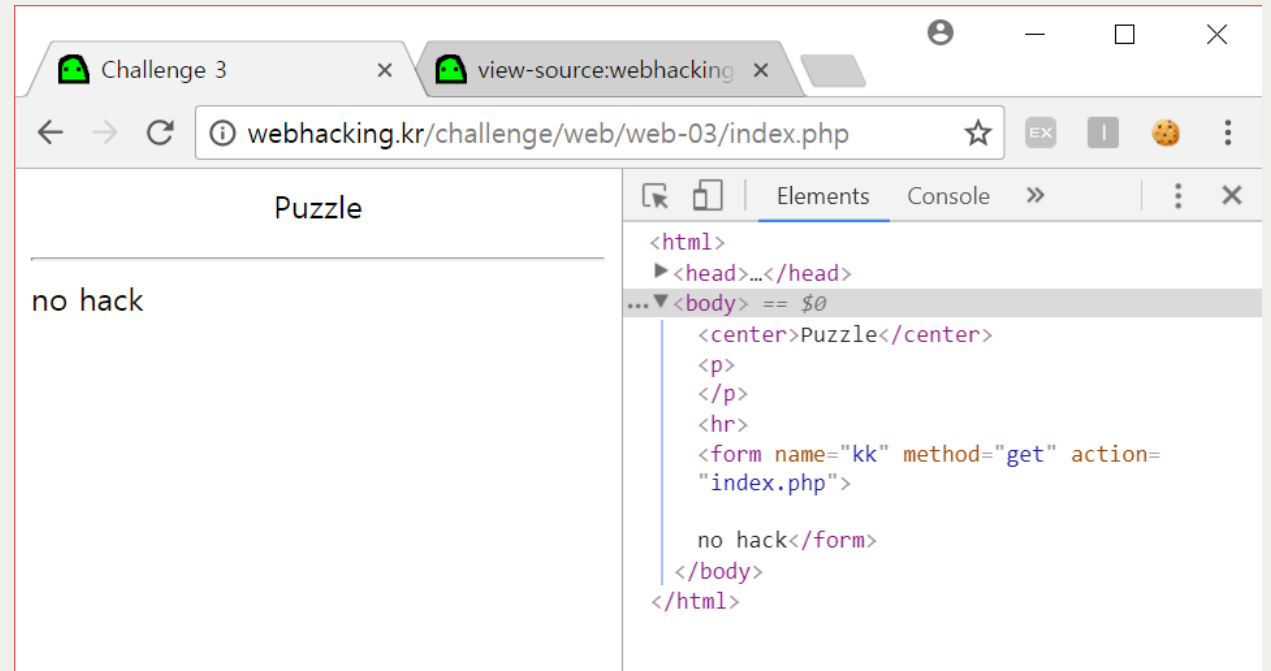 Challenge 3
view-source:webhacking
webhacking.kr/challenge/web/web-03/index.php
EX
Puzzle
no hack
Elements Console »
<html>
<head>…</head>
... <body> == $0
<center>Puzzle</center>
<p>
</p>
<hr>
<form name="kk" method="get" action=
"index.php">
no hack</form>
</body>
</html>